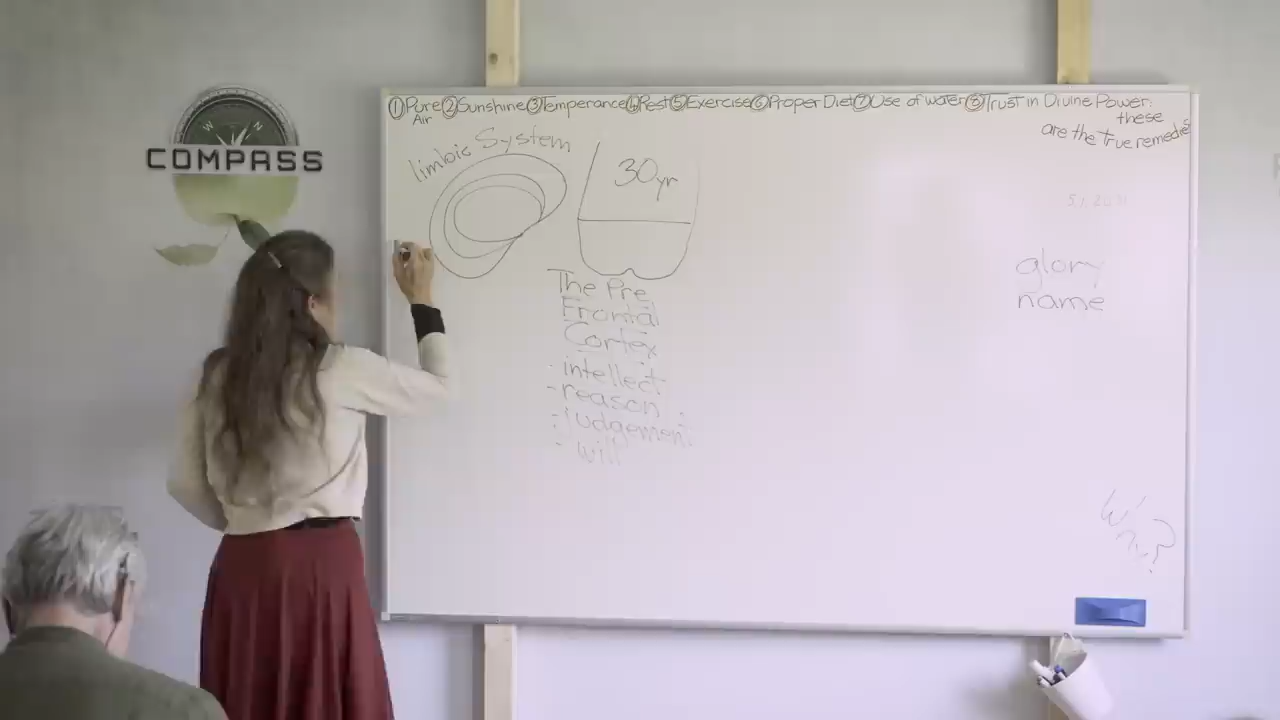 W N
COMPASS
① Pure Air ② Sunshine ③ Temperance ④ Rest ⑤ Exercise ⑥ Proper Diet ⑦ Use of water ⑧ Trust in Divine Power:
these
are the True remedies
limbic System
30yr
glory
name
The Pre
Frontal
Cortex
- intellect
- reason
- judgement
- will